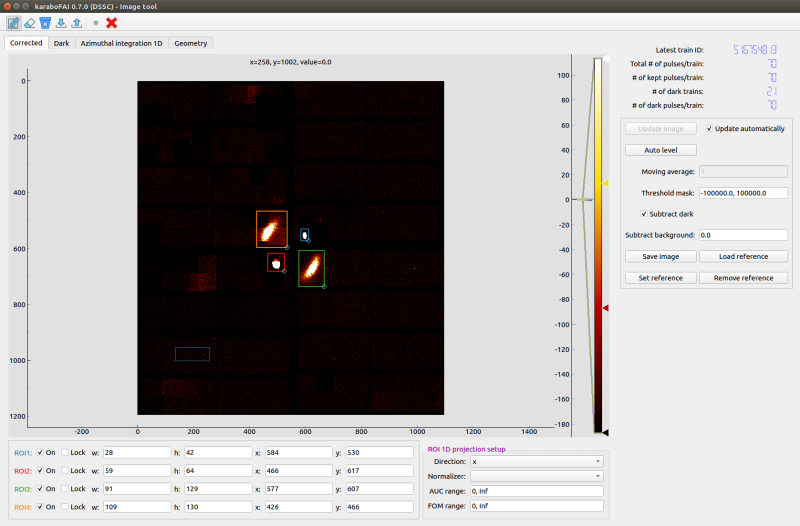 karaboFAI 0.7.0 (DSSC) - Image tool
Corrected Dark Azimuthal integration 1D Geometry
x=258, y=1002, value=0.0
0
200
400
600
800
1000
1200
-200 0 200 400 600 800 1000 1200 1400
100
80
60
40
20
0
-20
-40
-60
-80
-100
-120
-140
-160
-180
Latest train ID: 516754813
Total # of pulses/train: 70
# of kept pulses/train: 70
# of dark trains: 21
# of dark pulses/train: 70
Update image Update automatically
Auto level
Moving average: 1
Threshold mask: -100000.0, 100000.0
Subtract dark
Subtract background: 0.0
Save image Load reference
Set reference Remove reference
ROI1: On Lock w: 28 h: 42 x: 584 y: 530
ROI2: On Lock w: 59 h: 64 x: 466 y: 617
ROI3: On Lock w: 91 h: 129 x: 577 y: 607
ROI4: On Lock w: 109 h: 130 x: 426 y: 466
ROI 1D projection setup
Direction: x
Normalizer:
AUC range: 0, Inf
FOM range: 0, Inf